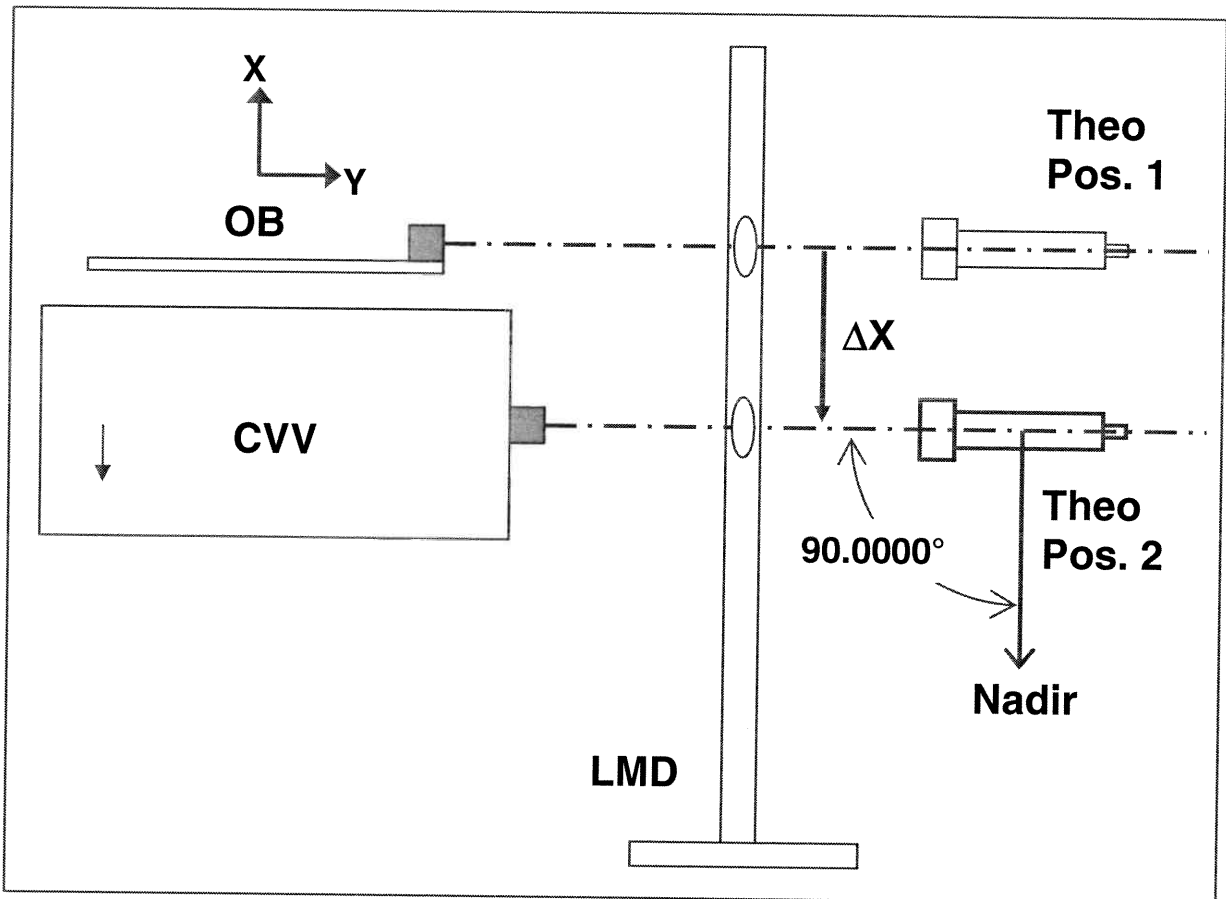 X
Y
OB
Theo
Pos. 1
ΔX
CVV
Theo
Pos. 2
90.0000°
Nadir
LMD